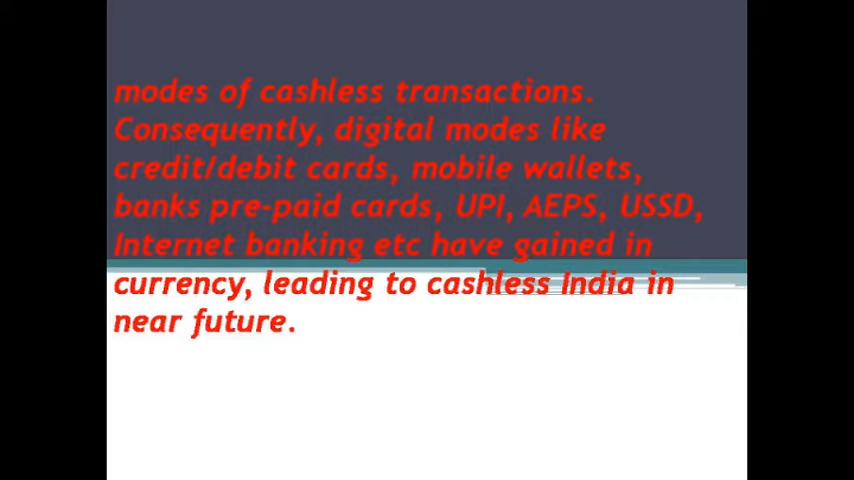 modes of cashless transactions.
Consequently, digital modes like
credit/debit cards, mobile wallets,
banks pre-paid cards, UPI, AEPS, USSD,
Internet banking etc have gained in
currency, leading to cashless India in
near future.